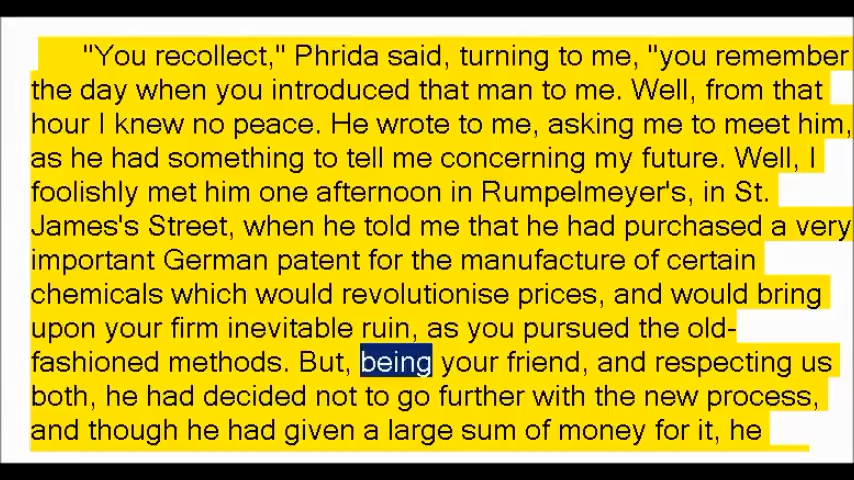 "You recollect," Phrida said, turning to me, "you remember
the day when you introduced that man to me. Well, from that
hour I knew no peace. He wrote to me, asking me to meet him,
as he had something to tell me concerning my future. Well, I
foolishly met him one afternoon in Rumpelmeyer's, in St.
James's Street, when he told me that he had purchased a very
important German patent for the manufacture of certain
chemicals which would revolutionise prices, and would bring
upon your firm inevitable ruin, as you pursued the old-
fashioned methods. But, being your friend, and respecting us
both, he had decided not to go further with the new process,
and though he had given a large sum of money for it, he